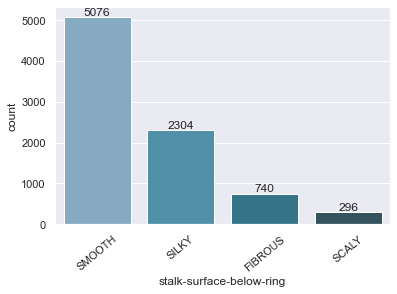 5076
5000
4000
3000
2304
2000
1000
740
296
0
count
SMOOTH
SILKY
FIBROUS
SCALY
stalk-surface-below-ring